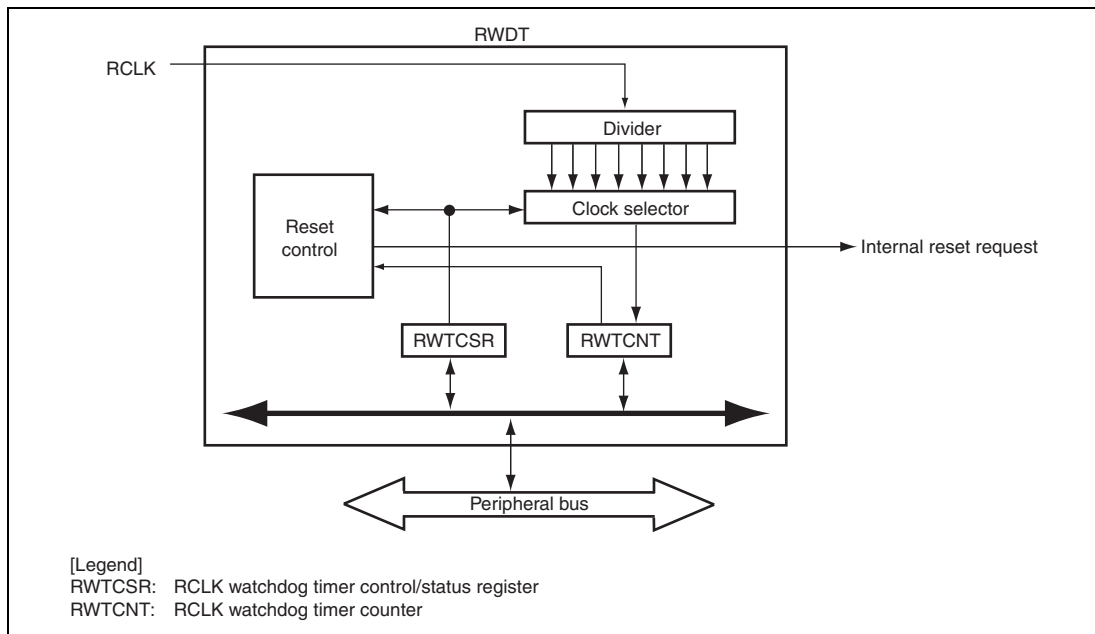 RWDT
RCLK
Divider
Clock selector
Reset
control
Internal reset request
RWTCSR
RWTCNT
Peripheral bus
[Legend]
RWTCSR: RCLK watchdog timer control/status register
RWTCNT: RCLK watchdog timer counter